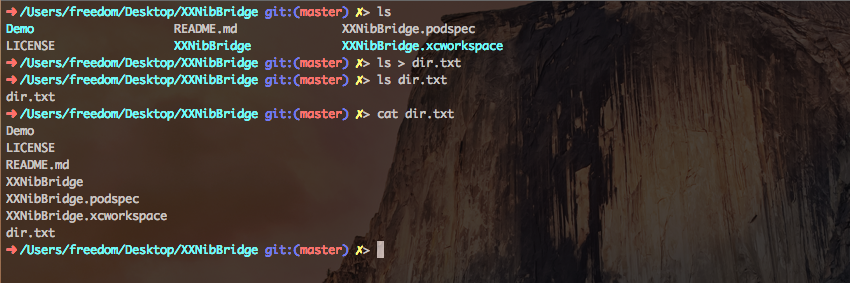 ➜ /Users/freedom/Desktop/XXNibBridge git:(master) ✗> ls
Demo README.md XXNibBridge.podspec
LICENSE XXNibBridge XXNibBridge.xcworkspace
➜ /Users/freedom/Desktop/XXNibBridge git:(master) ✗> ls > dir.txt
➜ /Users/freedom/Desktop/XXNibBridge git:(master) ✗> ls dir.txt
dir.txt
➜ /Users/freedom/Desktop/XXNibBridge git:(master) ✗> cat dir.txt
Demo
LICENSE
README.md
XXNibBridge
XXNibBridge.podspec
XXNibBridge.xcworkspace
dir.txt
➜ /Users/freedom/Desktop/XXNibBridge git:(master) ✗>